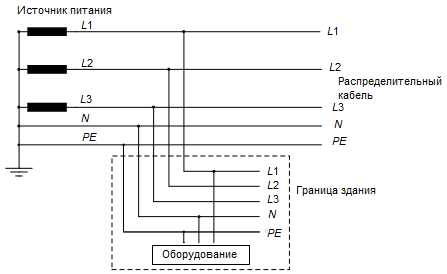 Источник питания
L1
L1
L2
L2
Распределительный
кабель
L3
L3
N
N
PE
PE
L1
L2
Граница здания
L3
N
PE
Оборудование